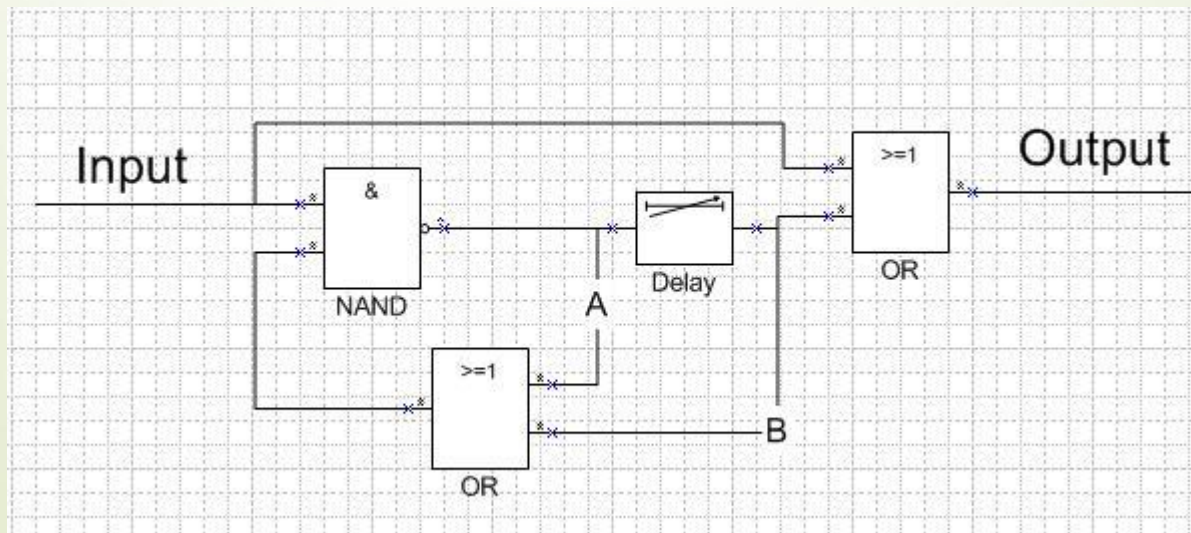 Input
&
NAND
A
Delay
>=1
OR
Output
>=1
OR
B